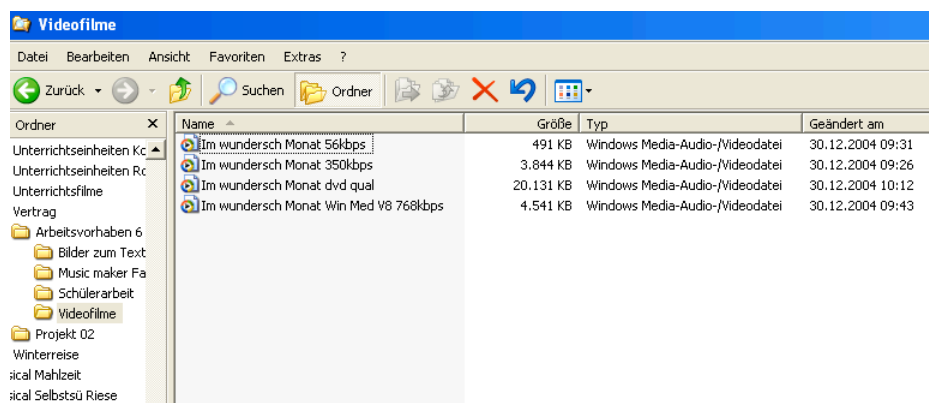 Videofilme
Datei Bearbeiten Ansicht Favoriten Extras ?
Zurück Suchen Ordner
Ordner x
Unterrichtseinheiten Kc
Unterrichtseinheiten Rc
Unterrichtsfilme
Vertrag
Arbeitsvorhaben 6
Bilder zum Text
Music maker Fa
Schülerarbeit
Videofilme
Projekt 02
Winterreise
sical Mahlzeit
sical Selbstsü Riese
Name Größe Typ Geändert am
Im wundersch Monat 56kbps 491 KB Windows Media-Audio-/Videodatei 30.12.2004 09:31
Im wundersch Monat 350kbps 3.844 KB Windows Media-Audio-/Videodatei 30.12.2004 09:26
Im wundersch Monat dvd qual 20.131 KB Windows Media-Audio-/Videodatei 30.12.2004 10:12
Im wundersch Monat Win Med V8 768kbps 4.541 KB Windows Media-Audio-/Videodatei 30.12.2004 09:43